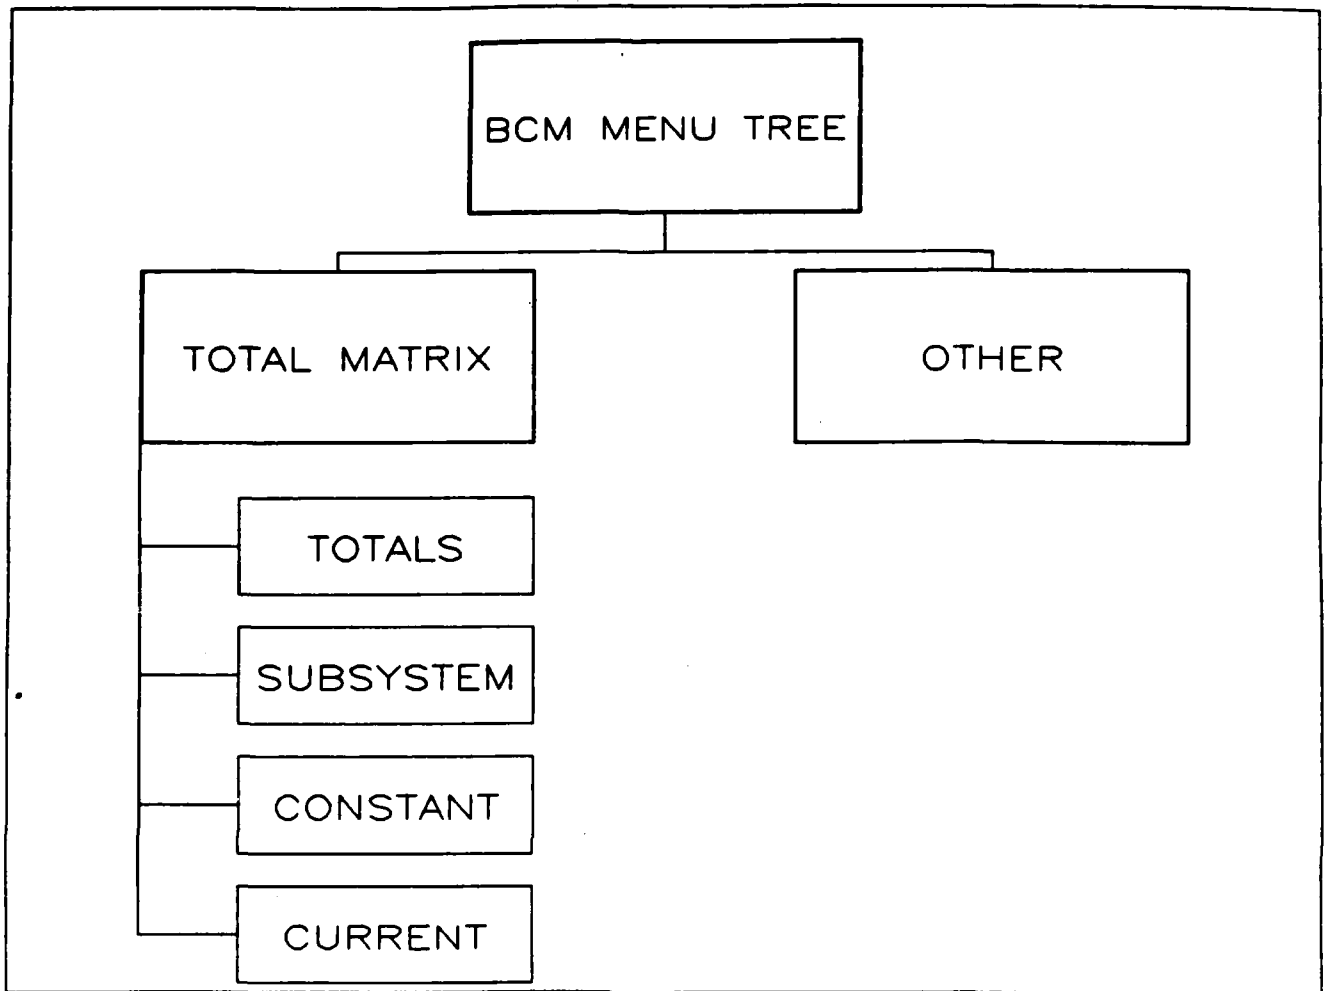 BCM MENU TREE
TOTAL MATRIX
OTHER
TOTALS
SUBSYSTEM
CONSTANT
CURRENT